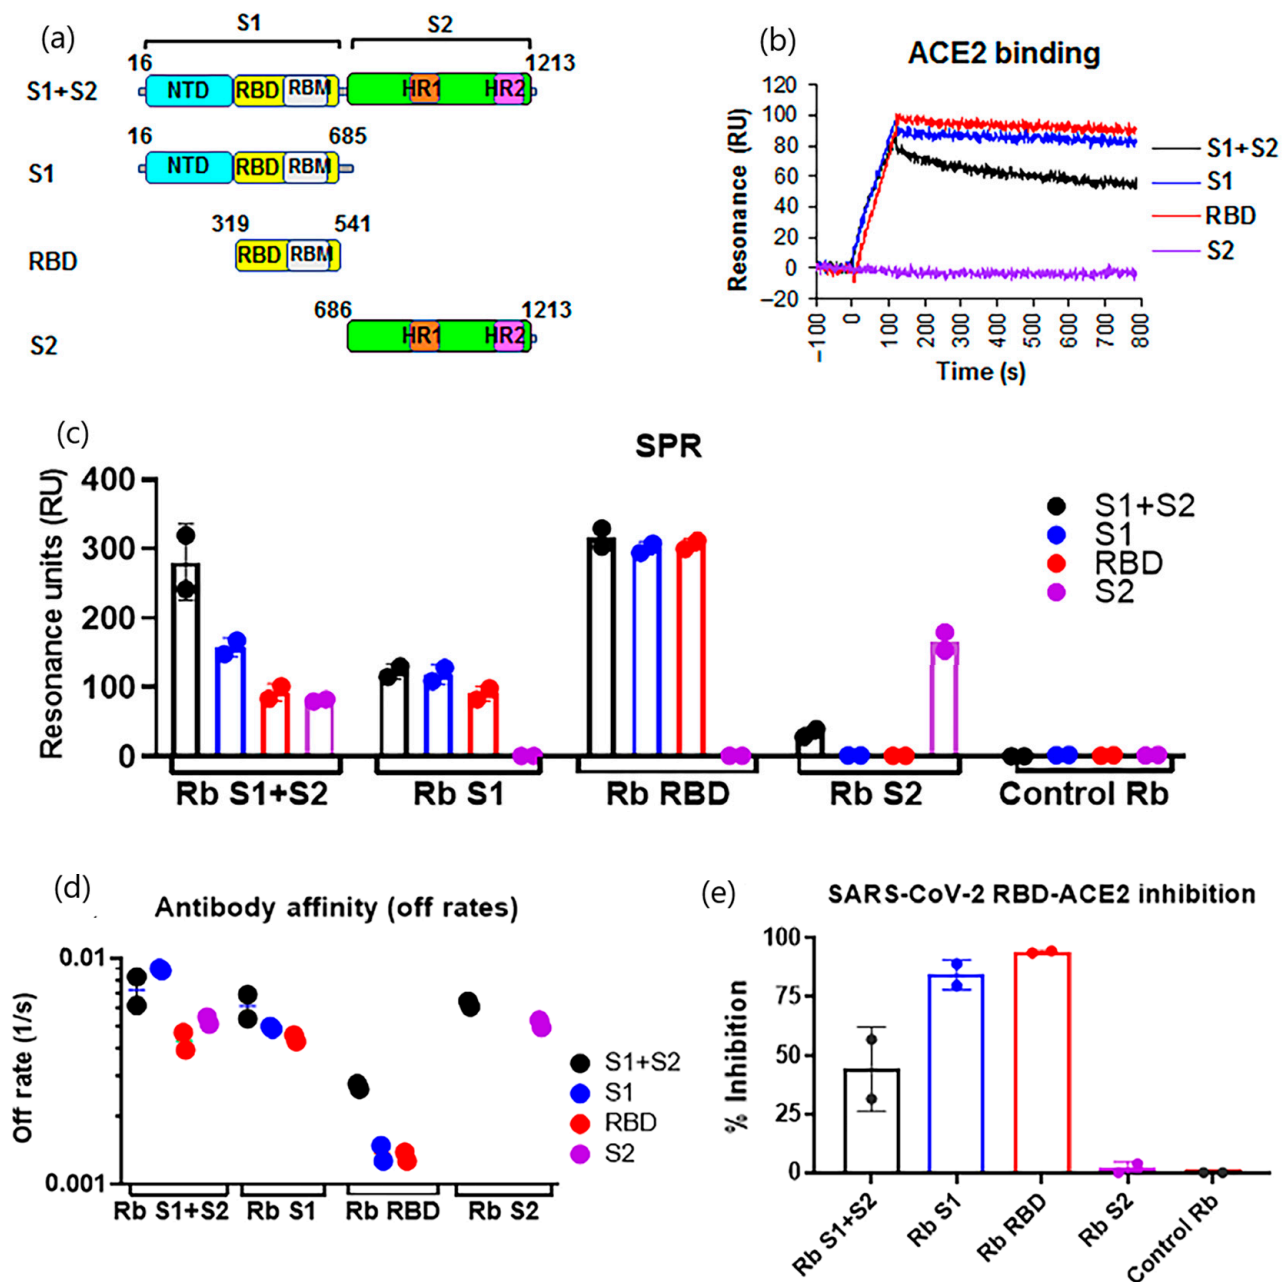 (a)
S1
S2
16
1213
S1+S2
NTD
RBD
RBM
HR1
HR2
16
685
S1
NTD
RBD
RBM
319
541
RBD
RBD
RBM
686
1213
S2
HR1
HR2
(b)
ACE2 binding
Resonance (RU)
120
100
80
60
40
20
0
−20
−100
0
100
200
300
400
500
600
700
800
Time (s)
S1+S2
S1
RBD
S2
(c)
SPR
Resonance units (RU)
400
300
200
100
0
S1+S2
S1
RBD
S2
Rb S1+S2
Rb S1
Rb RBD
Rb S2
Control Rb
(d)
Antibody affinity (off rates)
Off rate (1/s)
0.01
0.001
S1+S2
S1
RBD
S2
Rb S1+S2
Rb S1
Rb RBD
Rb S2
(e)
SARS-CoV-2 RBD-ACE2 inhibition
% Inhibition
100
75
50
25
0
Rb S1+S2
Rb S1
Rb RBD
Rb S2
Control Rb